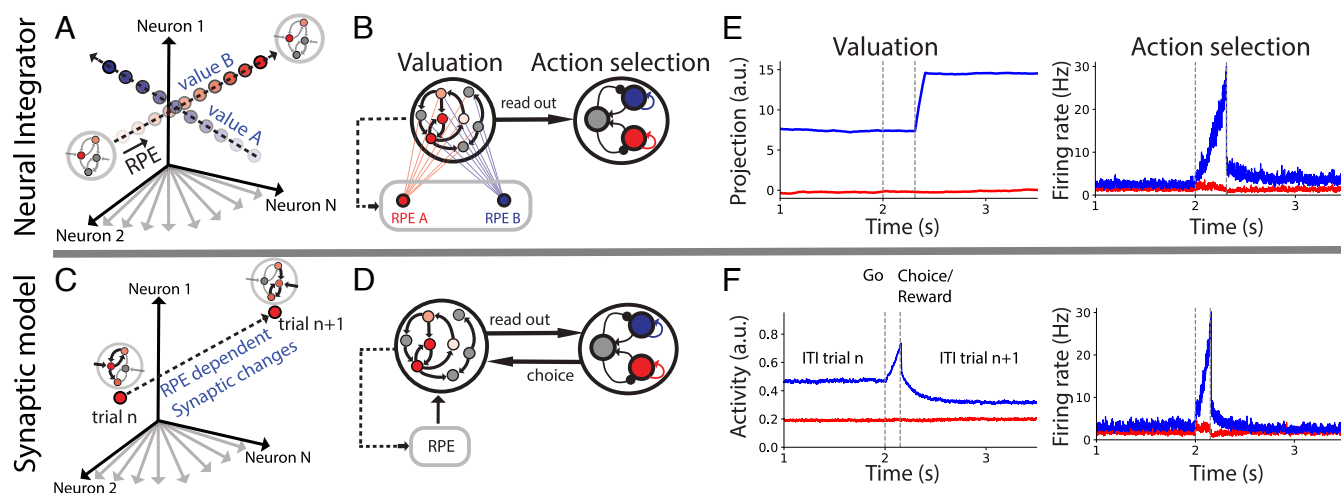 Neural Integrator
A
Neuron 1
value B
value A
RPE
Neuron 2
Neuron N
B
Valuation
Action selection
read out
RPE A
RPE B
E
Valuation
Projection (a.u.)
15
10
5
0
1
2
3
Time (s)
Action selection
Firing rate (Hz)
30
20
10
0
1
2
3
Time (s)
Synaptic model
C
Neuron 1
trial n+1
RPE dependent
Synaptic changes
trial n
Neuron N
Neuron 2
D
read out
choice
RPE
F
Go
Choice/
Reward
ITI trial n
ITI trial n+1
Activity (a.u.)
0.8
0.6
0.4
0.2
0.0
1
2
3
Time (s)
Firing rate (Hz)
30
20
10
0
1
2
3
Time (s)